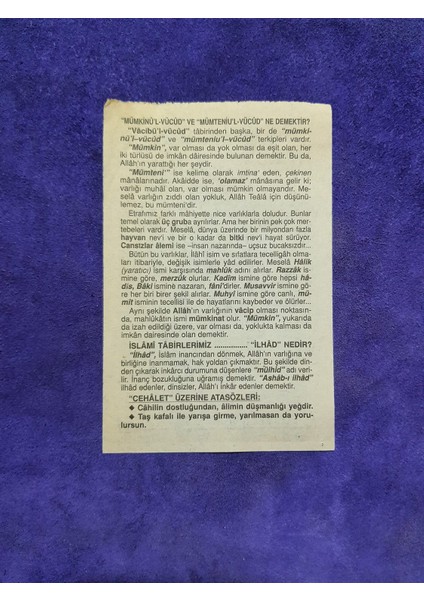 "MÜMKİNÜ'L-VÜCÛD" VE "MÜMTENİU'L-VÜCÛD" NE DEMEKTİR?
"Vâcibü'l-vücûd" tâbirinden başka, bir de "mümki-
nü'l-vücûd" ve "mümteniu'l-vücûd" terkipleri vardır.
"Mümkin", var olması da yok olması da eşit olan, her
iki türlüsü de imkân dâiresinde bulunan demektir. Bu da,
Allâh'ın yarattığı her şeydir.
"Mümteni'" ise kelime olarak imtina' eden, çekinen
mânâlarınadır. Akâidde ise, 'olamaz' mânâsına gelir ki;
varlığı muhâl olan, var olması mümkin olmayandır. Me-
selâ varlığın zıddı olan yokluk, Allâh Teâlâ için düşünü-
lemez, bu mümteni'dir.
Etrafımız farklı mâhiyette nice varlıklarla doludur. Bunlar
temel olarak üç gruba ayrılırlar. Ama her birinin pek çok mer-
tebeleri vardır. Meselâ, dünya üzerinde bir milyondan fazla
hayvan nev'i ve bir o kadar da bitki nev'i hayat sürüyor.
Cansızlar âlemi ise –insan nazarında– uçsuz bucaksızdır...
Bütün bu varlıklar, İlâhî isim ve sıfatlara tecelligâh ol-
maları itibariyle, değişik isimlerle yâd edilirler. Meselâ Hâlik
(yaratıcı) ismi karşısında mahlûk adını alırlar. Razzâk is-
mine göre, merzûk olurlar. Kadîm ismine göre hepsi hâ-
dis, Bâki ismine nazaran, fânî'dirler. Musavvir ismine gö-
re her biri birer şekil alırlar. Muhyî ismine göre canlı, mü-
mît isminin tecellisi ile de hayatlarını kaybeder ve ölürler...
Aynı şekilde Allâh'ın varlığının vâcip olması noktasın-
da, mahlûkâtın ismi mümkinat olur. "Mümkin", yukarıda
da izah edildiği üzere, var olması da, yoklukta kalması da
imkân dairesinde olan demektir.
İSLÂMÎ TÂBİRLERİMİZ ................ "İLHÂD" NEDİR?
"İlhâd", İslâm inancından dönmek, Allâh'ın varlığına ve
birliğine inanmamak, hak yoldan çıkmaktır. Bu şekilde din-
den çıkarak inkârcı durumuna düşenlere "mülhid" adı veri-
lir. İnanç bozukluğuna uğramış demektir. "Ashâb-ı ilhâd"
ilhâd edenler, dinsizler, Allâh'ı inkâr edenler demektir.
"CEHÂLET" ÜZERİNE ATASÖZLERİ:
◆ Câhilin dostluğundan, âlimin düşmanlığı yeğdir.
◆ Taş kafalı ile yarışa girme, yarılmasan da yoru-
lursun.